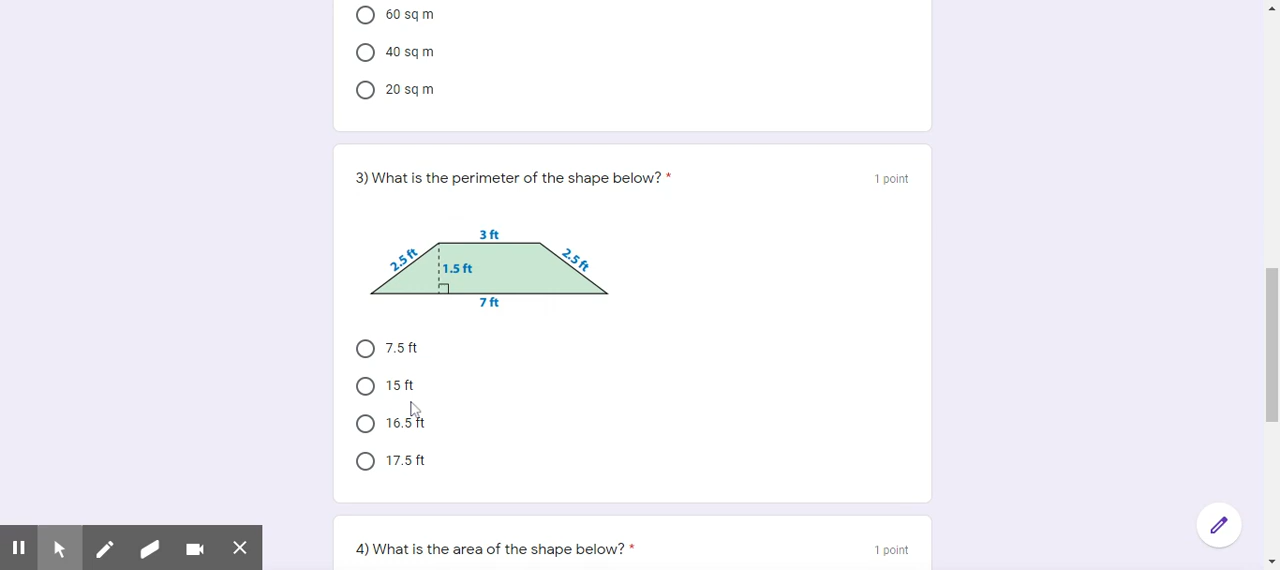 60 sq m
40 sq m
20 sq m
3) What is the perimeter of the shape below? *
1 point
3 ft
2.5 ft
2.5 ft
1.5 ft
7 ft
7.5 ft
15 ft
16.5 ft
17.5 ft
4) What is the area of the shape below? *
1 point